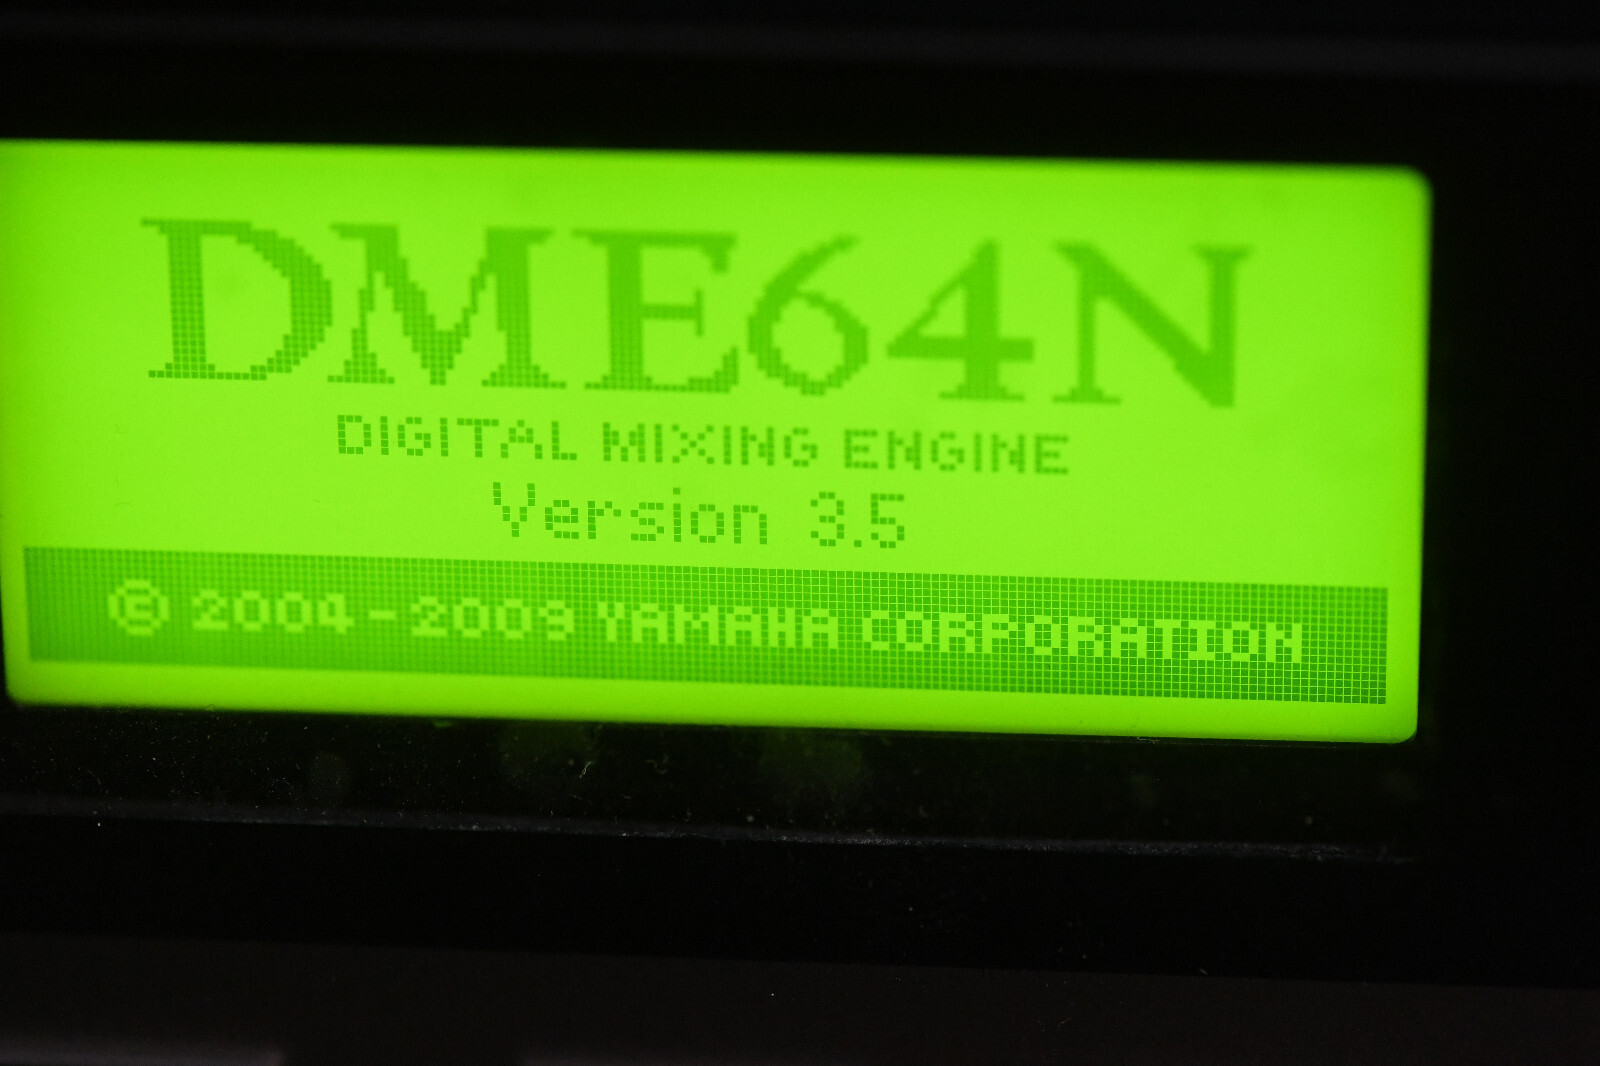 DME64N
DIGITAL MIXING ENGINE
Version 3.5
© 2004-2009 YAMAHA CORPORATION